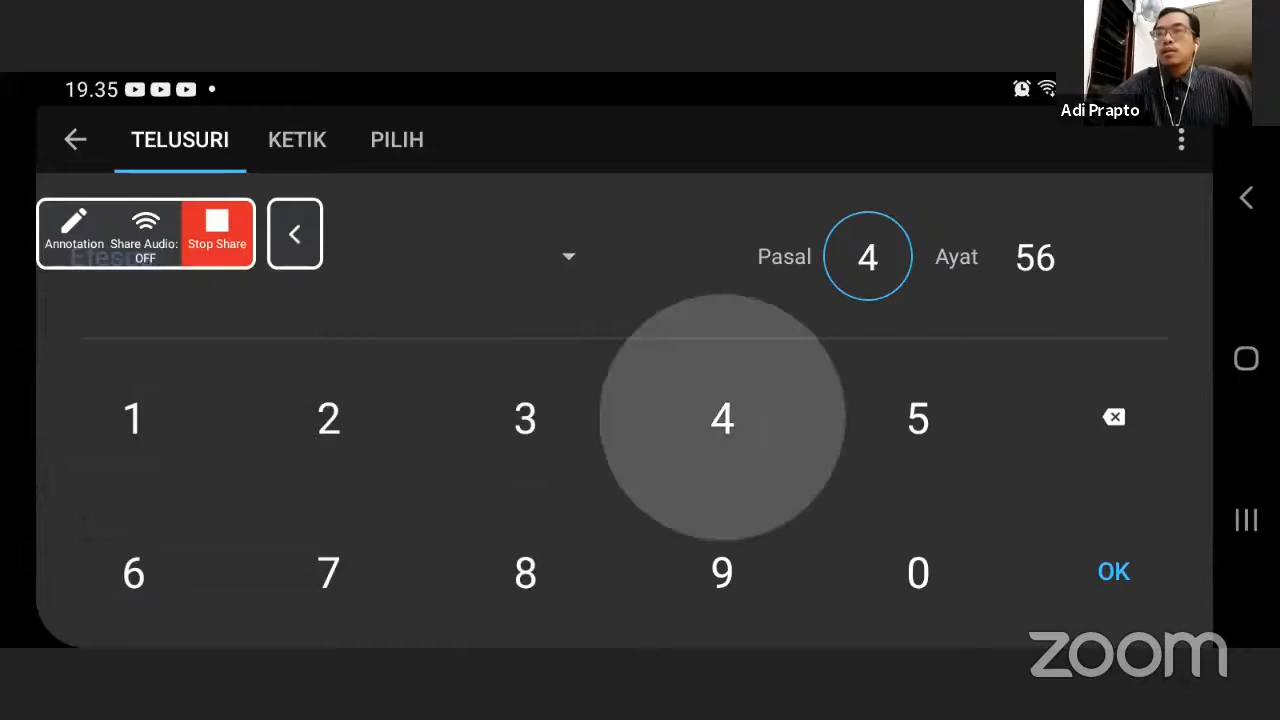 19.35
Adi Prapto
TELUSURI KETIK PILIH
Annotation Share Audio: OFF Stop Share
Efesus Pasal 4 Ayat 56
1 2 3 4 5
6 7 8 9 0 OK
zoom